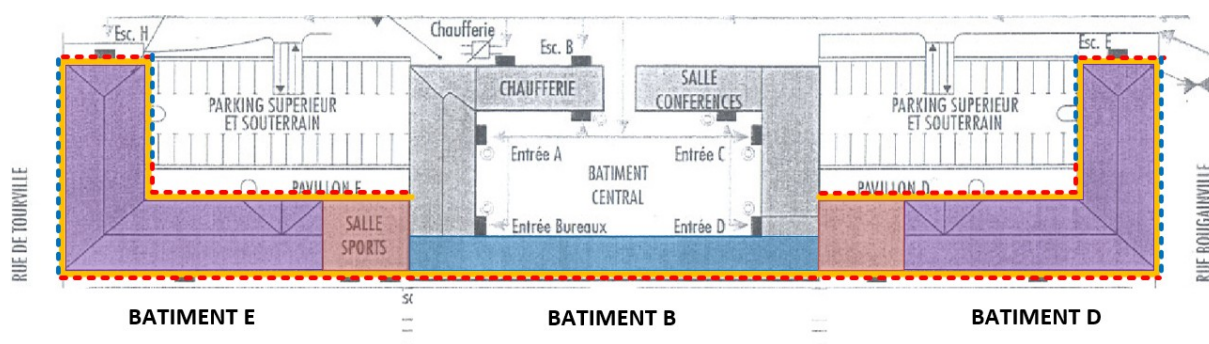 Esc. H
Chaufferie
Esc. B
Esc. E
CHAUFFERIE
SALLE
CONFERENCES
PARKING SUPERIEUR
ET SOUTERRAIN
PARKING SUPERIEUR
ET SOUTERRAIN
Entrée A
Entrée C
BATIMENT
CENTRAL
PAVILLON E
PAVILLON D
RUE DE TOURVILLE
RUE BOUGAINVILLE
SALLE
SPORTS
Entrée Bureaux
Entrée D
BATIMENT E
BATIMENT B
BATIMENT D